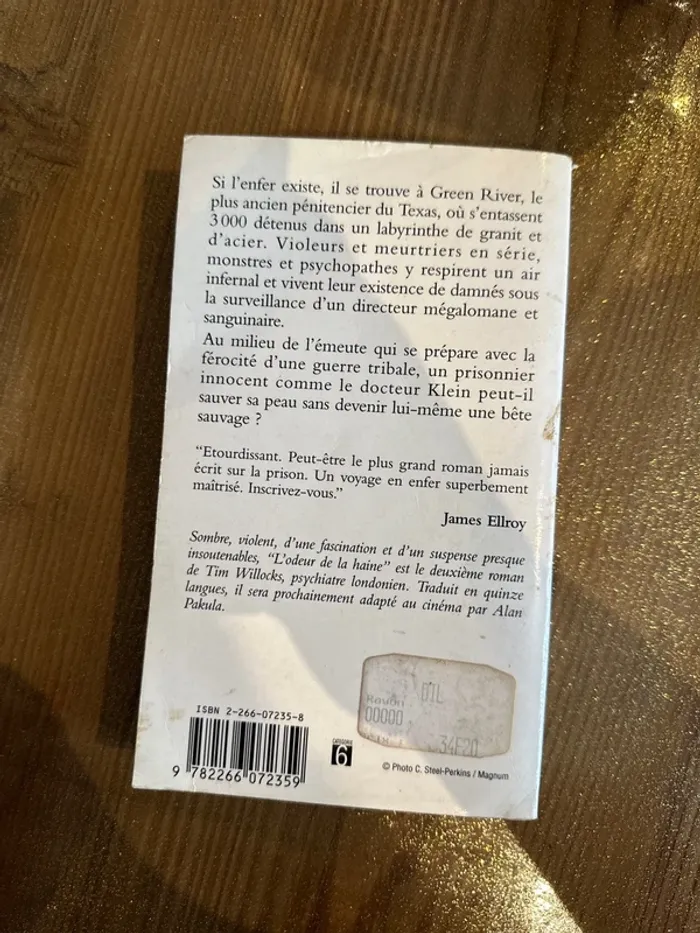 Si l'enfer existe, il se trouve à Green River, le
plus ancien pénitencier du Texas, où s'entassent
3 000 détenus dans un labyrinthe de granit et
d'acier. Violeurs et meurtriers en série,
monstres et psychopathes y respirent un air
infernal et vivent leur existence de damnés sous
la surveillance d'un directeur mégalomane et
sanguinaire.
Au milieu de l'émeute qui se prépare avec la
férocité d'une guerre tribale, un prisonnier
innocent comme le docteur Klein peut-il
sauver sa peau sans devenir lui-même une bête
sauvage ?
"Etourdissant. Peut-être le plus grand roman jamais
écrit sur la prison. Un voyage en enfer superbement
maîtrisé. Inscrivez-vous."
James Ellroy
Sombre, violent, d'une fascination et d'un suspense presque
insoutenables, "L'odeur de la haine" est le deuxième roman
de Tim Willocks, psychiatre londonien. Traduit en quinze
langues, il sera prochainement adapté au cinéma par Alan
Pakula.
ISBN 2-266-07235-8
9 782266 072359
CATÉGORIE
6
Rayon
00000
34F20
© Photo C. Steel-Perkins / Magnum